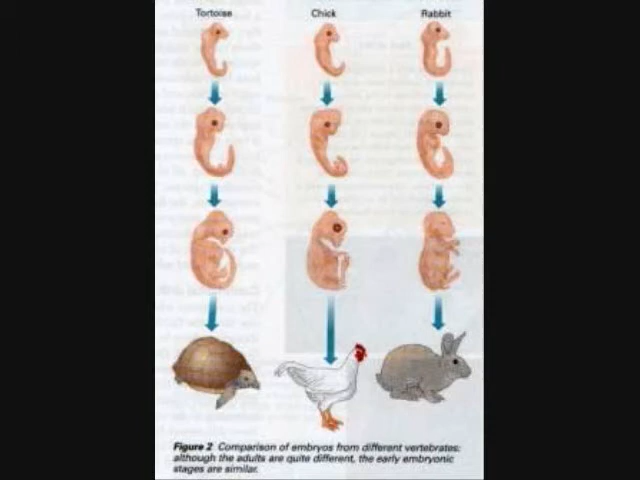 Tortoise Chick Rabbit
Figure 2 Comparison of embryos from different vertebrates:
although the adults are quite different, the early embryonic
stages are similar.